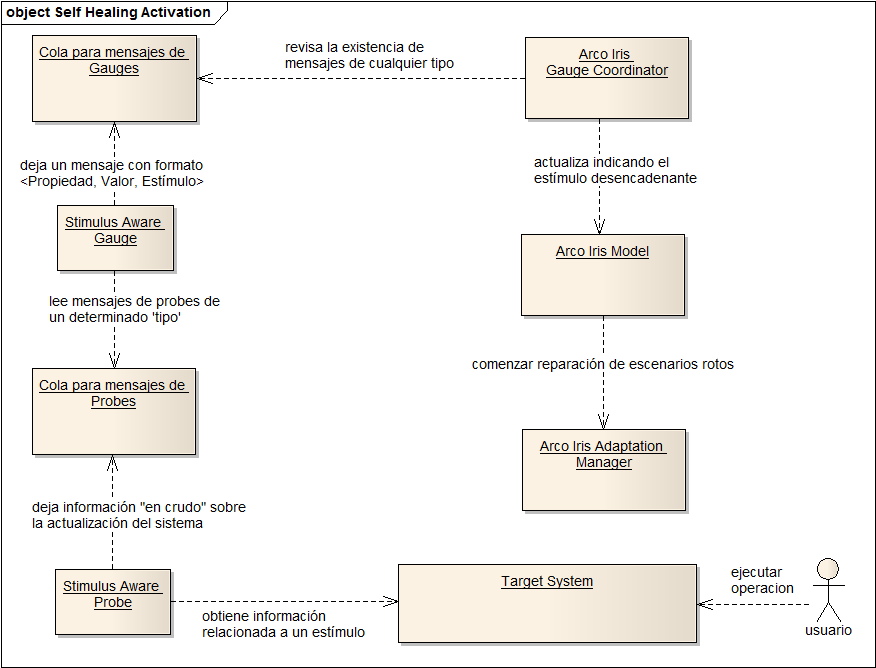 object Self Healing Activation
Cola para mensajes de
Gauges
revisa la existencia de
mensajes de cualquier tipo
Arco Iris
Gauge Coordinator
deja un mensaje con formato
<Propiedad, Valor, Estímulo>
actualiza indicando el
estímulo desencadenante
Stimulus Aware
Gauge
Arco Iris Model
lee mensajes de probes de
un determinado 'tipo'
comenzar reparación de escenarios rotos
Cola para mensajes de
Probes
Arco Iris Adaptation
Manager
deja información "en crudo" sobre
la actualización del sistema
Stimulus Aware
Probe
obtiene información
relacionada a un estímulo
Target System
ejecutar
operacion
usuario